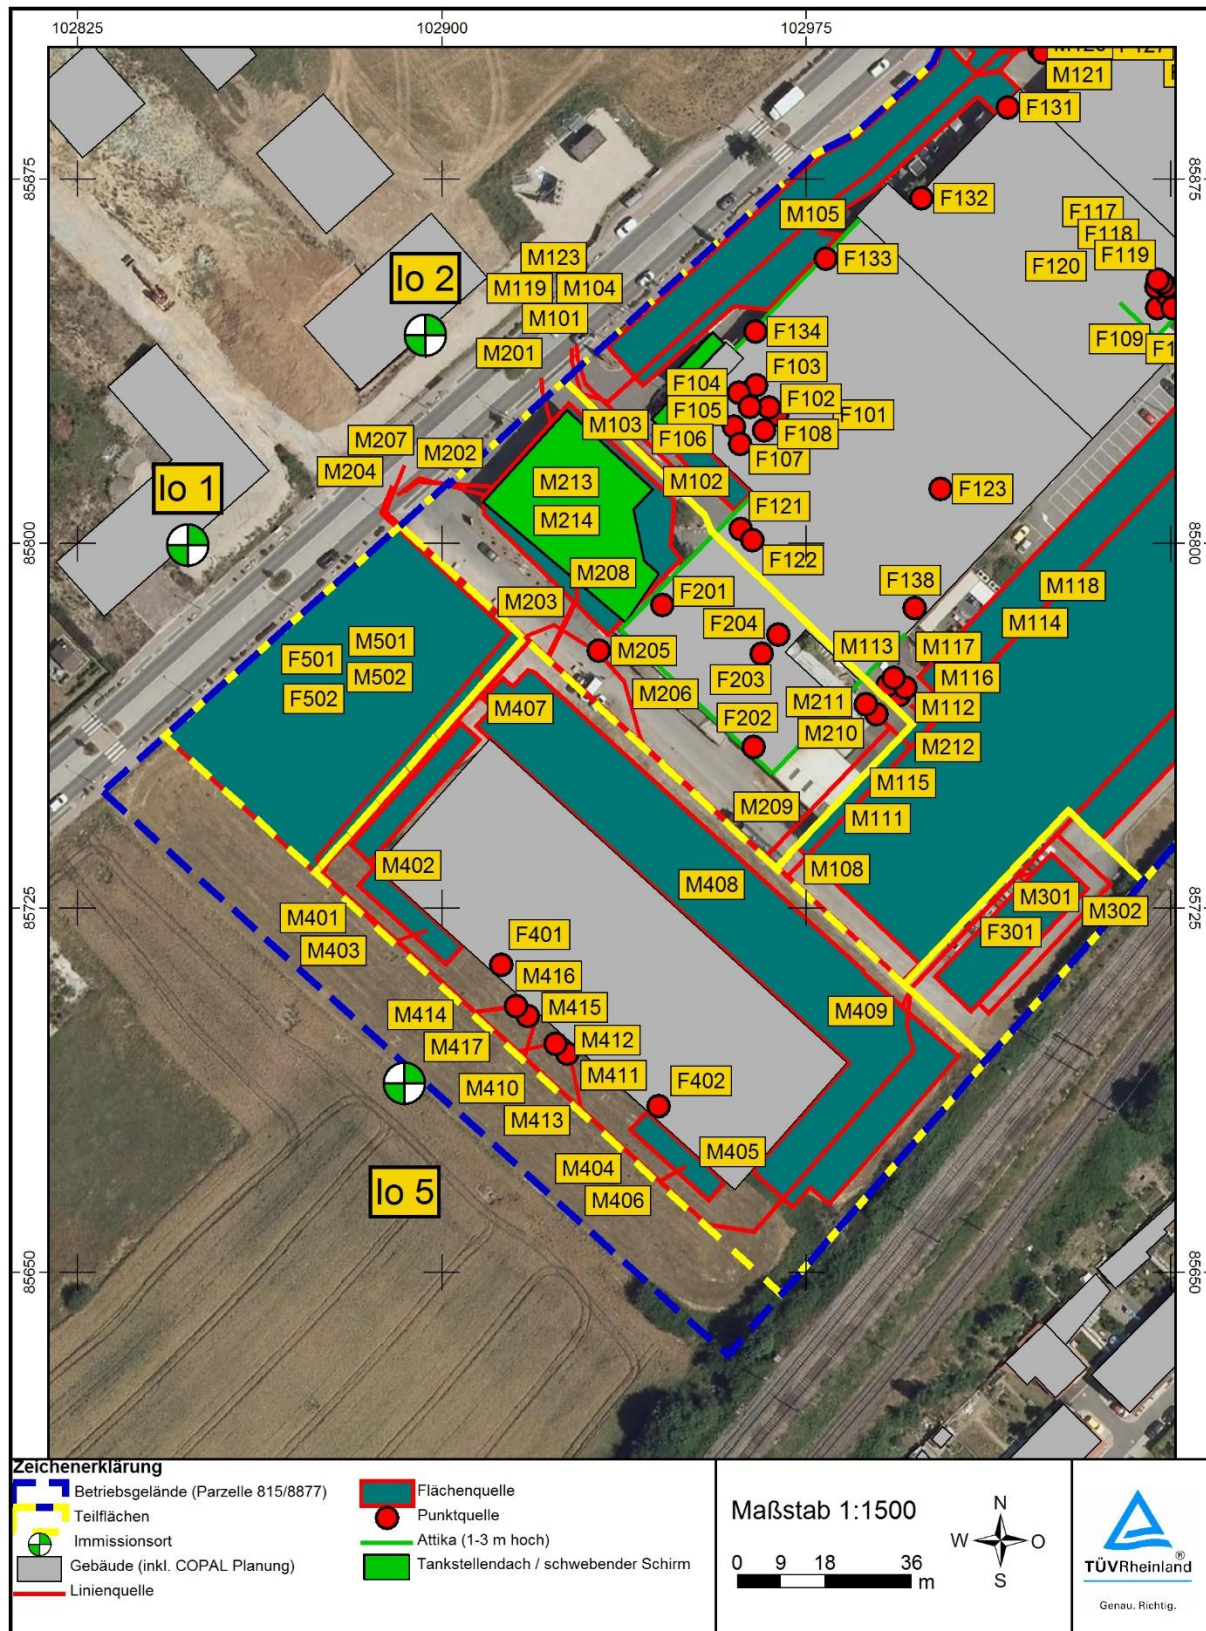 102825
102900
102975
M121
F131
85875
85875
F132
F117
M105
F118
M123
F119
Io 2
F133
F120
M119
M104
M101
F134
F109
M201
F103
F104
F102
F105
F101
M103
F108
M207
M202
F106
F107
M204
M102
Io 1
M213
F123
F121
M214
85800
85800
F122
M208
M118
F138
M203
F201
M114
F204
M501
M205
M113
M117
F501
M116
M502
F203
M206
M211
F502
M112
M407
F202
M210
M212
M115
M209
M111
M402
M108
M408
M301
85725
85725
M401
M302
F301
M403
F401
M416
M409
M414
M415
M412
M417
M411
M410
F402
M413
M405
M404
Io 5
M406
85650
85650
Zeichenerklärung
Betriebsgelände (Parzelle 815/8877)
Teilflächen
Immissionsort
Gebäude (inkl. COPAL Planung)
Linienquelle
Flächenquelle
Punktquelle
Attika (1-3 m hoch)
Tankstellendach / schwebender Schirm
Maßstab 1:1500
0 9 18 36
m
N
W
O
S
TÜVRheinland®
Genau. Richtig.